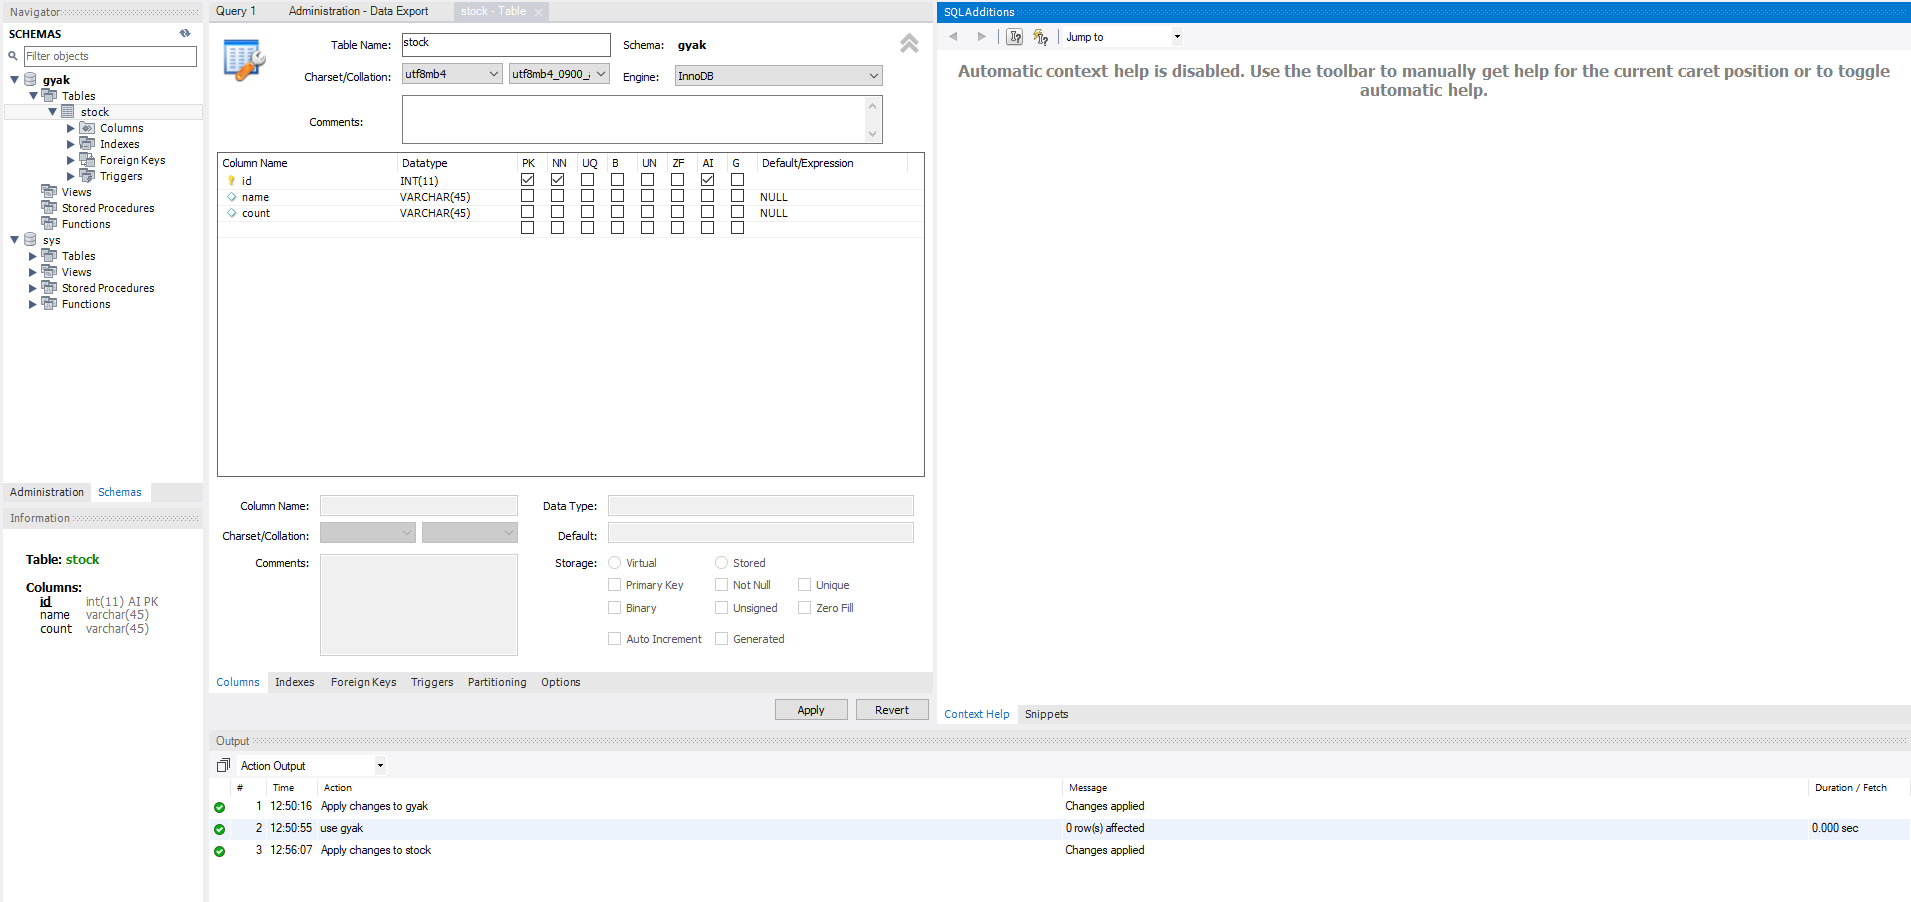 Navigator
SCHEMAS
Filter objects
gyak
Tables
stock
Columns
Indexes
Foreign Keys
Triggers
Views
Stored Procedures
Functions
sys
Tables
Views
Stored Procedures
Functions
Administration Schemas
Information
Table: stock
Columns:
id int(11) AI PK
name varchar(45)
count varchar(45)
Query 1 Administration - Data Export stock - Table
Table Name: stock Schema: gyak
Charset/Collation: utf8mb4 utf8mb4_0900_ Engine: InnoDB
Comments:
Column Name Datatype PK NN UQ B UN ZF AI G Default/Expression
id INT(11)
name VARCHAR(45) NULL
count VARCHAR(45) NULL
Column Name: Data Type:
Charset/Collation: Default:
Comments: Storage: Virtual Stored
Primary Key Not Null Unique
Binary Unsigned Zero Fill
Auto Increment Generated
Columns Indexes Foreign Keys Triggers Partitioning Options
Apply Revert
SQLAdditions
Jump to
Automatic context help is disabled. Use the toolbar to manually get help for the current caret position or to toggle
automatic help.
Context Help Snippets
Output
Action Output
# Time Action Message Duration / Fetch
1 12:50:16 Apply changes to gyak Changes applied
2 12:50:55 use gyak 0 row(s) affected 0.000 sec
3 12:56:07 Apply changes to stock Changes applied